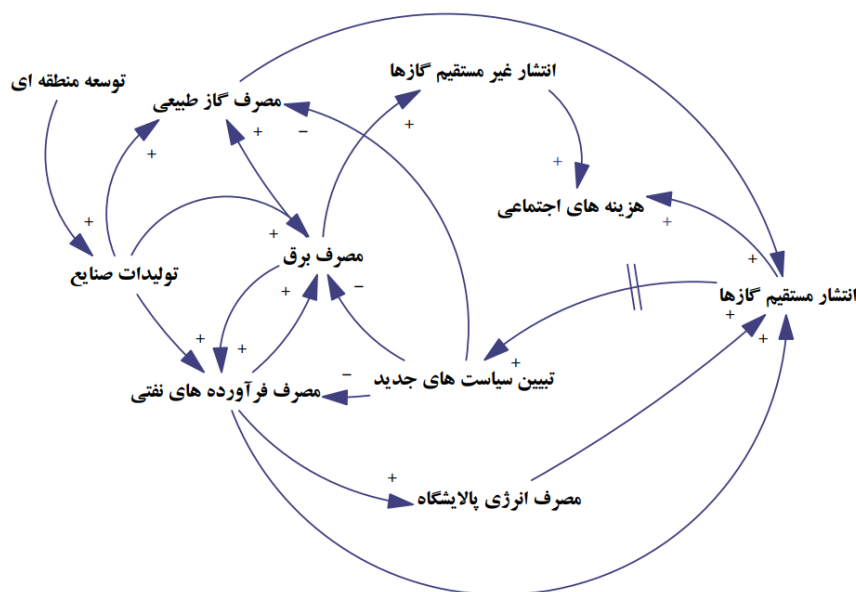 توسعه منطقه ای
مصرف گاز طبیعی
انتشار غیر مستقیم گازها
هزینه های اجتماعی
تولیدات صنایع
مصرف برق
انتشار مستقیم گازها
تبیین سیاست های جدید
مصرف فرآورده های نفتی
مصرف انرژی پالایشگاه